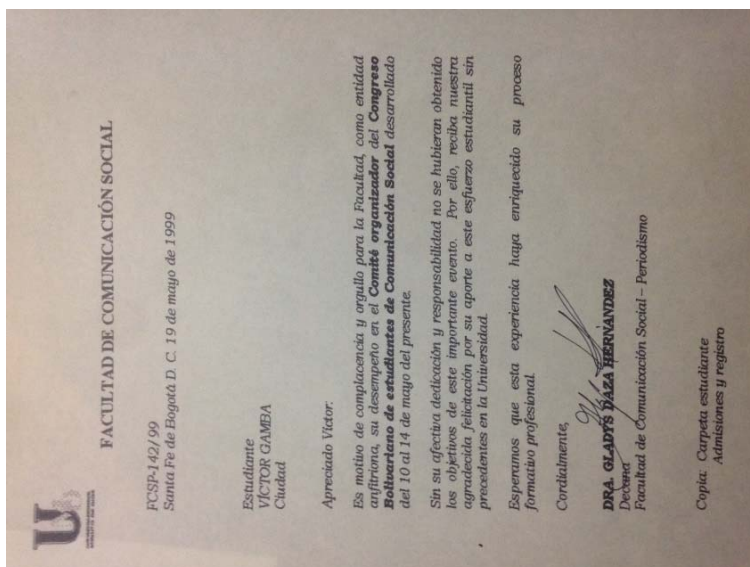 FACULTAD DE COMUNICACIÓN SOCIAL
FCSP-142/99
Santa Fe de Bogotá D. C. 19 de mayo de 1999
Estudiante
VÍCTOR GAMBA
Ciudad
Apreciado Víctor:
Es motivo de complacencia y orgullo para la Facultad, como entidad
anfitriona, su desempeño en el Comité organizador del Congreso
Bolivariano de estudiantes de Comunicación Social desarrollado
del 10 al 14 de mayo del presente.
Sin su afectiva dedicación y responsabilidad no se hubieran obtenido
los objetivos de este importante evento. Por ello, reciba nuestra
agradecida felicitación por su aporte a este esfuerzo estudiantil sin
precedentes en la Universidad.
Esperamos que esta experiencia haya enriquecido su proceso
formativo profesional.
Cordialmente,
DRA. GLADYS DAZA HERNÁNDEZ
Decana
Facultad de Comunicación Social - Periodismo
Copia: Carpeta estudiante
Admisiones y registro